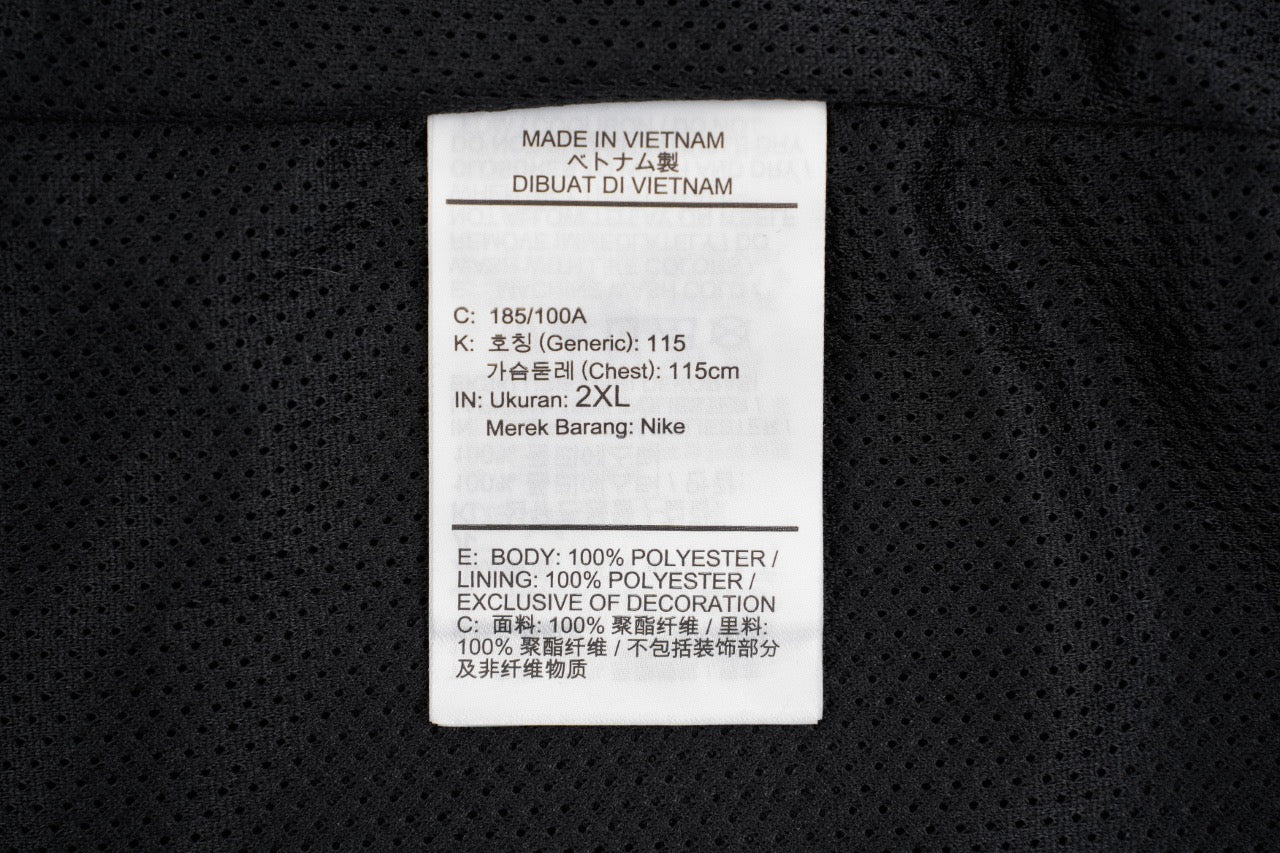 MADE IN VIETNAM
ベトナム製
DIBUAT DI VIETNAM
C: 185/100A
K: 호칭 (Generic): 115
가슴둘레 (Chest): 115cm
IN: Ukuran: 2XL
Merek Barang: Nike
E: BODY: 100% POLYESTER /
LINING: 100% POLYESTER /
EXCLUSIVE OF DECORATION
C: 面料: 100% 聚酯纤维 / 里料:
100% 聚酯纤维 / 不包括装饰部分
及非纤维物质